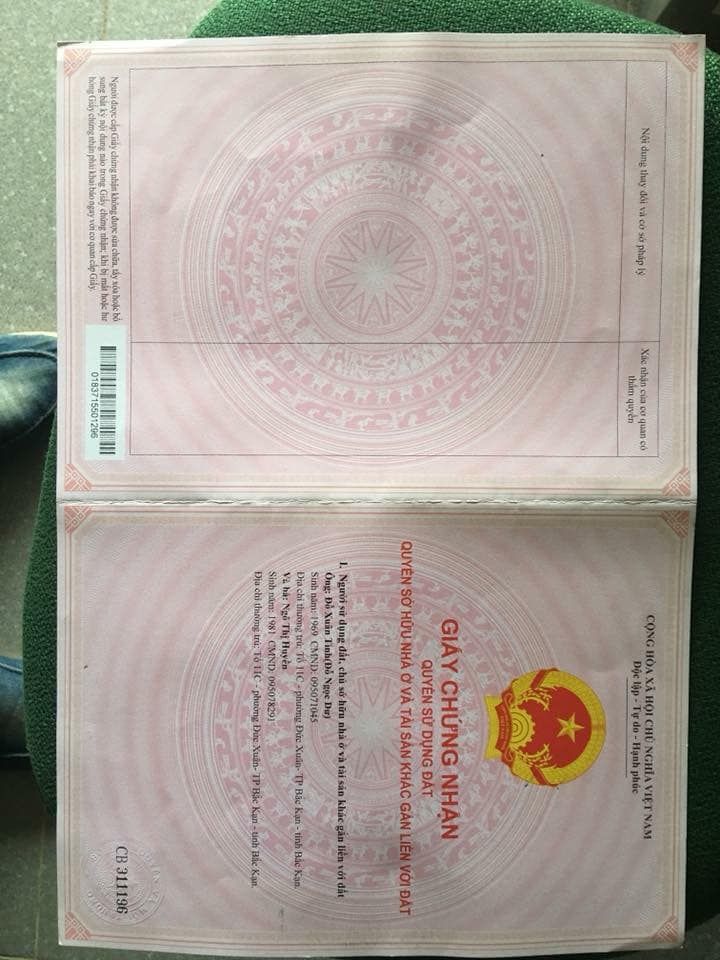 CỘNG HÒA XÃ HỘI CHỦ NGHĨA VIỆT NAM
Độc lập - Tự do - Hạnh phúc
GIẤY CHỨNG NHẬN
QUYỀN SỬ DỤNG ĐẤT
QUYỀN SỞ HỮU NHÀ Ở VÀ TÀI SẢN KHÁC GẮN LIỀN VỚI ĐẤT
I. Người sử dụng đất, chủ sở hữu nhà ở và tài sản khác gắn liền với đất
Ông: Đỗ Xuân Tình(Đỗ Ngọc Dư)
Sinh năm: 1969 CMND: 095071045
Địa chỉ thường trú: Tổ 11C - phường Đức Xuân- TP Bắc Kạn - tỉnh Bắc Kạn.
Và bà: Ngô Thị Huyền
Sinh năm: 1981 CMND: 095078291
Địa chỉ thường trú: Tổ 11C - phường Đức Xuân- TP Bắc Kạn - tỉnh Bắc Kạn.
CB 311196
Nội dung thay đổi và cơ sở pháp lý
Xác nhận của cơ quan có
thẩm quyền
Người được cấp Giấy chứng nhận không được sửa chữa, tẩy xóa hoặc bổ
sung bất kỳ nội dung nào trong Giấy chứng nhận; khi bị mất hoặc hư
hỏng Giấy chứng nhận phải khai báo ngay với cơ quan cấp Giấy.
0183715501296